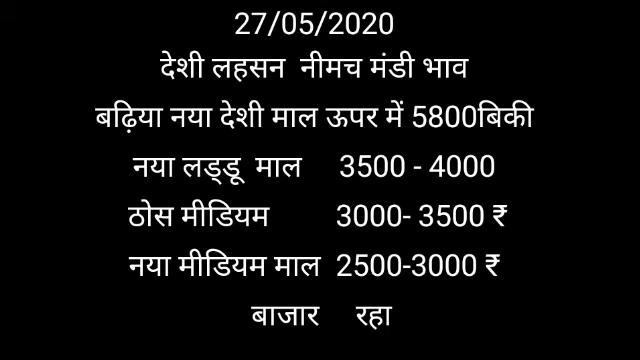 27/05/2020
देशी लहसन नीमच मंडी भाव
बढ़िया नया देशी माल ऊपर में 5800बिकी
नया लड्डू माल 3500 - 4000
ठोस मीडियम 3000- 3500 ₹
नया मीडियम माल 2500-3000 ₹
बाजार रहा